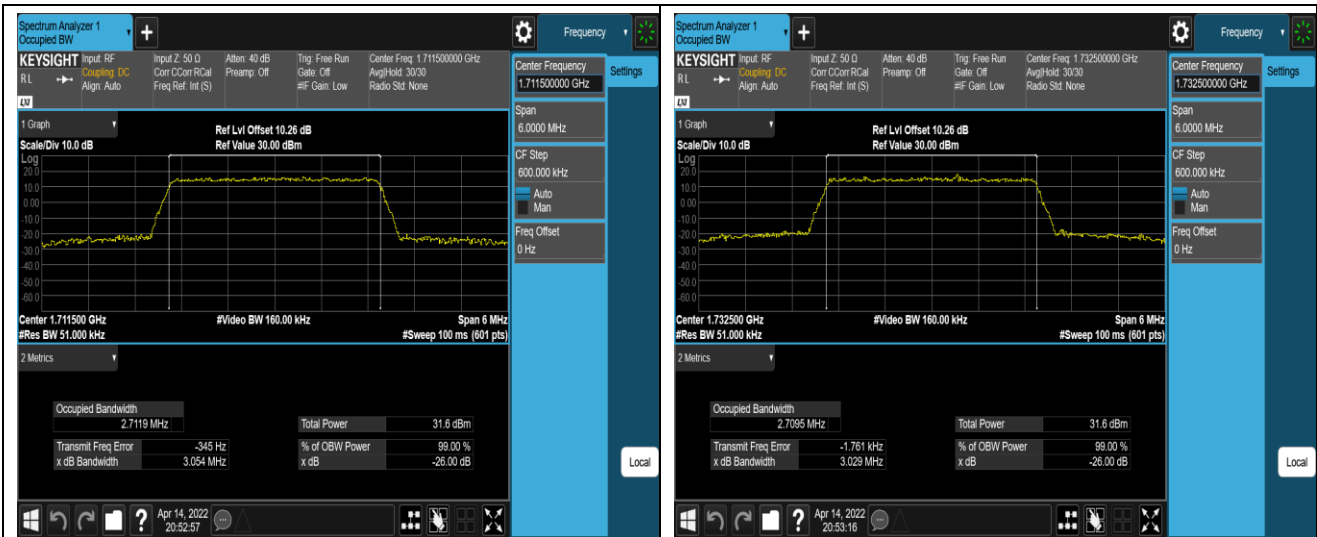 Spectrum Analyzer 1
Occupied BW
Frequency
KEYSIGHT
Input: RF
Coupling: DC
Align: Auto
Input Z: 50 Ω
Corr CCorr RCal
Freq Ref: Int (S)
Atten: 40 dB
Preamp: Off
Trig: Free Run
Gate: Off
#IF Gain: Low
Center Freq: 1.711500000 GHz
Avg|Hold: 30/30
Radio Std: None
RL
LXI
Center Frequency
1.711500000 GHz
Settings
Span
6.0000 MHz
CF Step
600.000 kHz
Auto
Man
Freq Offset
0 Hz
1 Graph
Scale/Div 10.0 dB
Ref Lvl Offset 10.26 dB
Ref Value 30.00 dBm
Log
20.0
10.0
0.00
-10.0
-20.0
-30.0
-40.0
-50.0
-60.0
Center 1.711500 GHz
#Video BW 160.00 kHz
Span 6 MHz
#Res BW 51.000 kHz
#Sweep 100 ms (601 pts)
2 Metrics
Occupied Bandwidth
2.7119 MHz
Total Power 31.6 dBm
Transmit Freq Error -345 Hz
% of OBW Power 99.00 %
x dB Bandwidth 3.054 MHz
x dB -26.00 dB
Local
?
Apr 14, 2022
20:52:57
Spectrum Analyzer 1
Occupied BW
Frequency
KEYSIGHT
Input: RF
Coupling: DC
Align: Auto
Input Z: 50 Ω
Corr CCorr RCal
Freq Ref: Int (S)
Atten: 40 dB
Preamp: Off
Trig: Free Run
Gate: Off
#IF Gain: Low
Center Freq: 1.732500000 GHz
Avg|Hold: 30/30
Radio Std: None
RL
LXI
Center Frequency
1.732500000 GHz
Settings
Span
6.0000 MHz
CF Step
600.000 kHz
Auto
Man
Freq Offset
0 Hz
1 Graph
Scale/Div 10.0 dB
Ref Lvl Offset 10.26 dB
Ref Value 30.00 dBm
Log
20.0
10.0
0.00
-10.0
-20.0
-30.0
-40.0
-50.0
-60.0
Center 1.732500 GHz
#Video BW 160.00 kHz
Span 6 MHz
#Res BW 51.000 kHz
#Sweep 100 ms (601 pts)
2 Metrics
Occupied Bandwidth
2.7095 MHz
Total Power 31.6 dBm
Transmit Freq Error -1.761 kHz
% of OBW Power 99.00 %
x dB Bandwidth 3.029 MHz
x dB -26.00 dB
Local
?
Apr 14, 2022
20:53:16